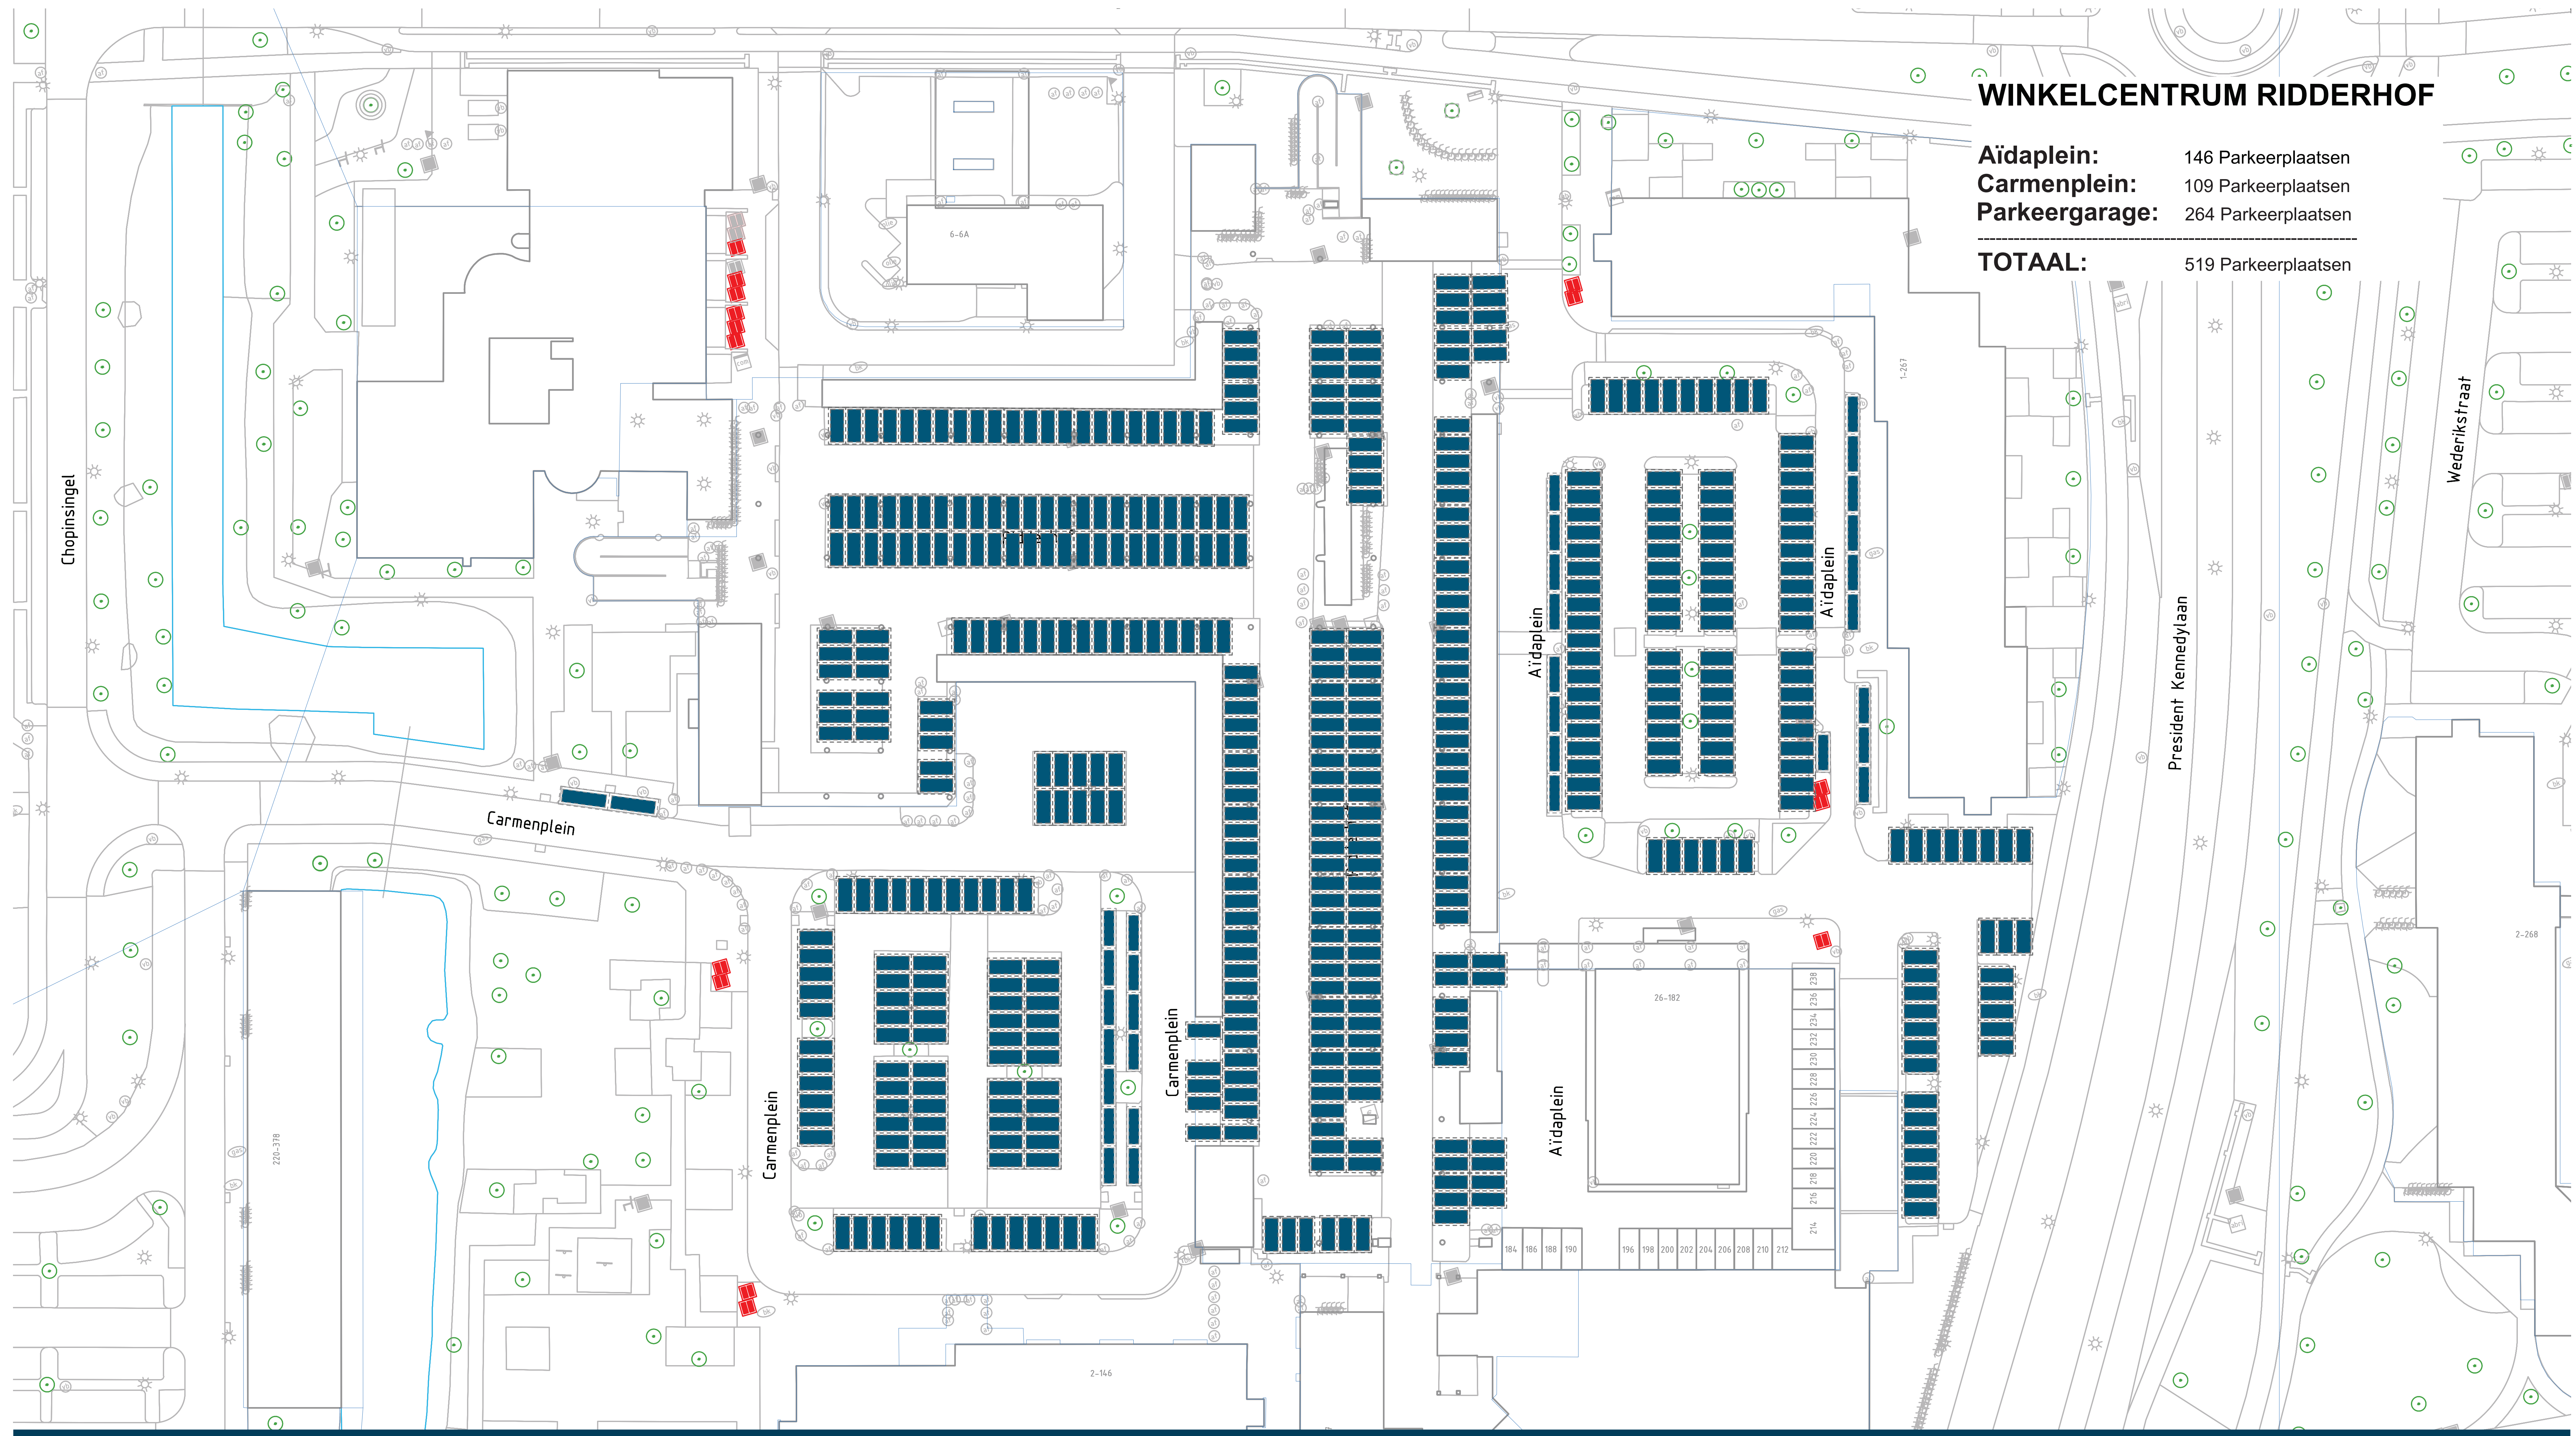 WINKELCENTRUM RIDDERHOF
Aïdaplein: 146 Parkeerplaatsen
Carmenplein: 109 Parkeerplaatsen
Parkeergarage: 264 Parkeerplaatsen
TOTAAL: 519 Parkeerplaatsen
Chopinsingel
6-6A
1-267
Wederikstraat
President Kennedylaan
Aïdaplein
Aïdaplein
Carmenplein
Carmenplein
Carmenplein
Aïdaplein
220-378
26-182
2-268
2-146
238
236
234
232
230
228
226
224
222
220
218
216
214
184 186 188 190 196 198 200 202 204 206 208 210 212